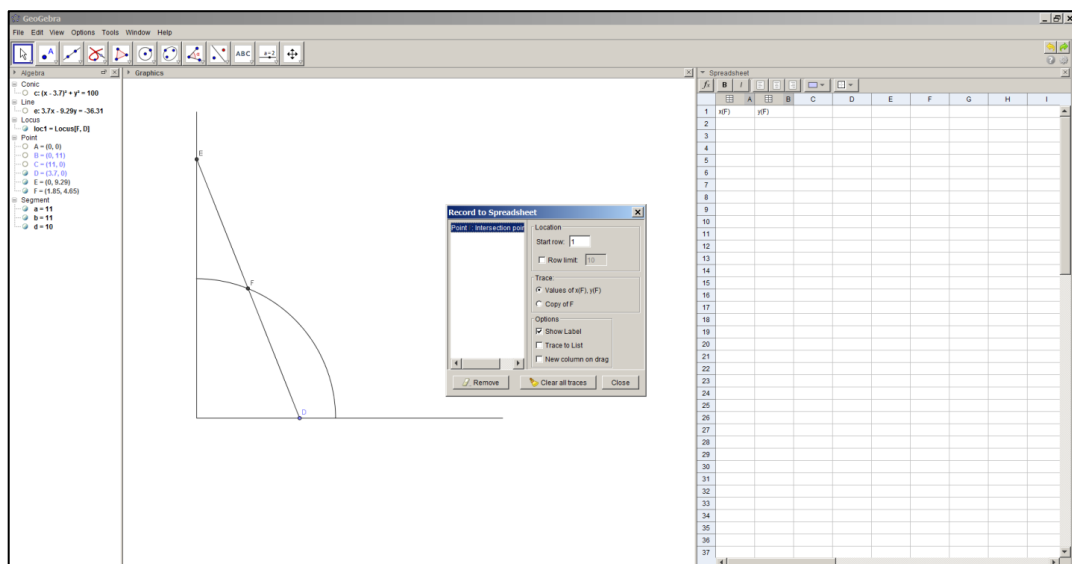 GeoGebra
File Edit View Options Tools Window Help
A
ABC
a=2
Algebra
Graphics
Spreadsheet
Conic
c: (x - 3.7)² + y² = 100
Line
e: 3.7x - 9.29y = -36.31
Locus
loc1 = Locus[F, D]
Point
A = (0, 0)
B = (0, 11)
C = (11, 0)
D = (3.7, 0)
E = (0, 9.29)
F = (1.85, 4.65)
Segment
a = 11
b = 11
d = 10
E
F
D
Record to Spreadsheet
Point F: Intersection poin
Location
Start row: 1
Row limit: 10
Trace:
Values of x(F), y(F)
Copy of F
Options
Show Label
Trace to List
New column on drag
Remove
Clear all traces
Close
fx B I
A B C D E F G H I
1 x(F) y(F)
2
3
4
5
6
7
8
9
10
11
12
13
14
15
16
17
18
19
20
21
22
23
24
25
26
27
28
29
30
31
32
33
34
35
36
37